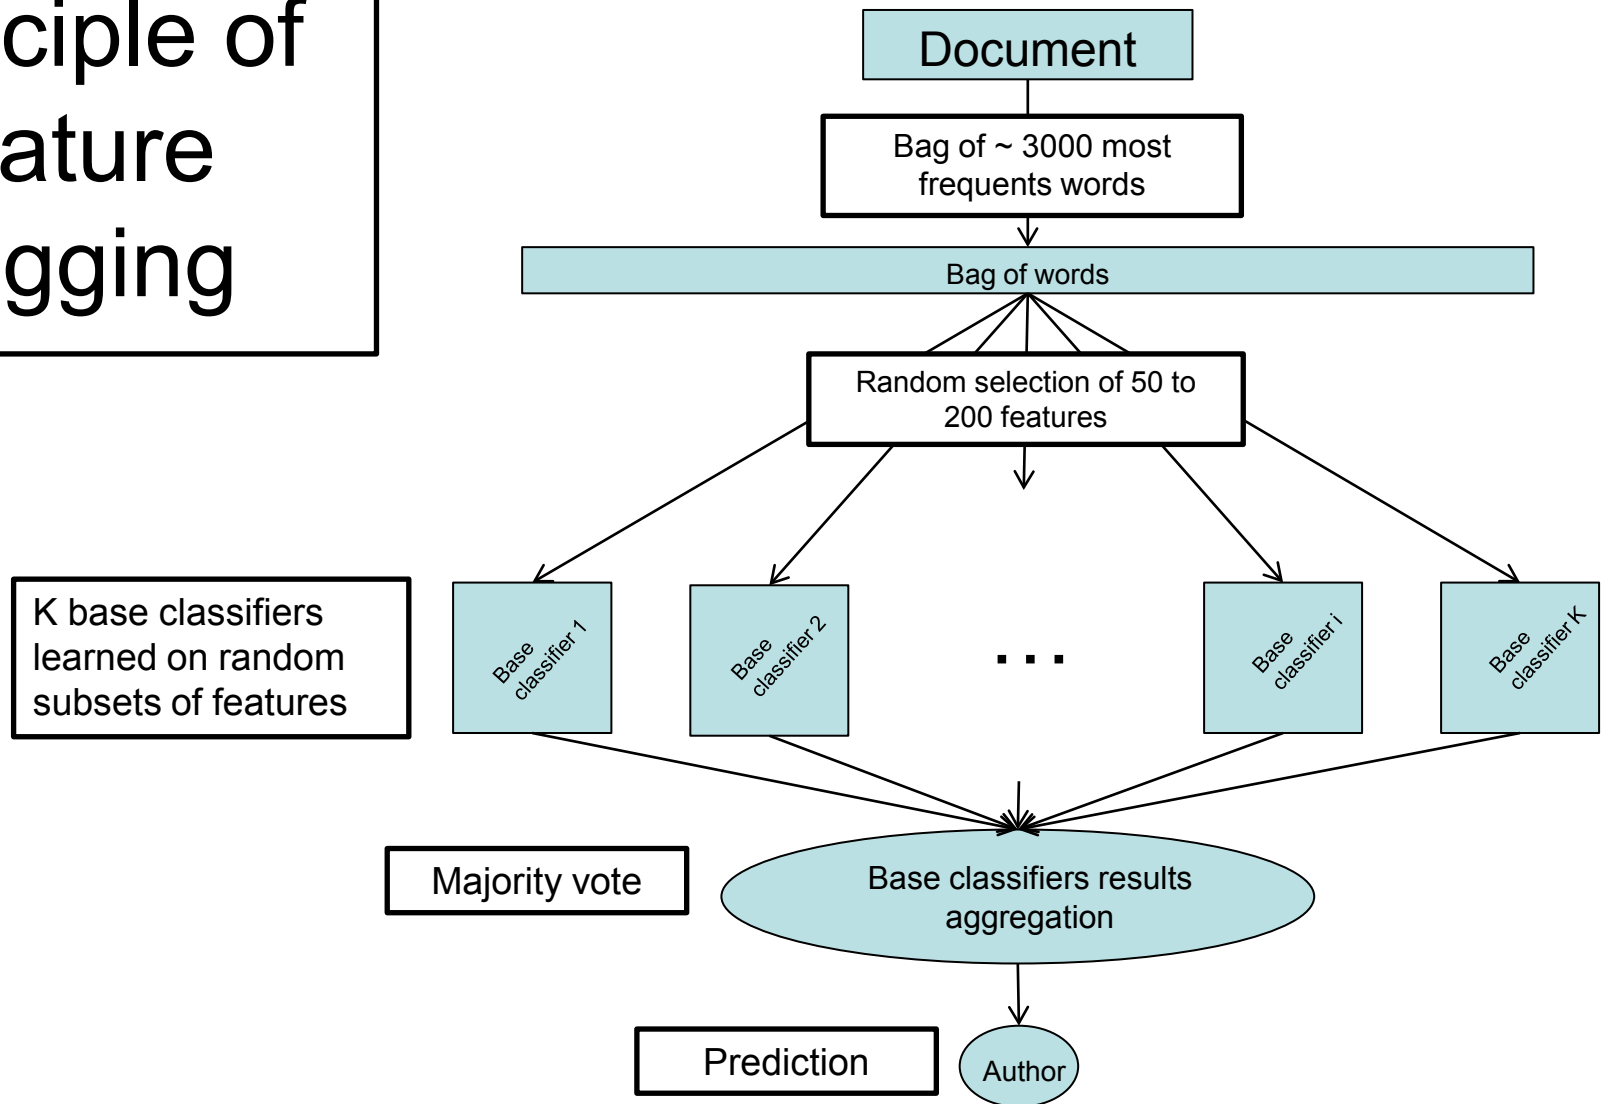 ciple of
ature
gging
Document
Bag of ~ 3000 most
frequents words
Bag of words
Random selection of 50 to
200 features
K base classifiers
learned on random
subsets of features
Base
classifier 1
Base
classifier 2
...
Base
classifier i
Base
classifier K
Majority vote
Base classifiers results
aggregation
Prediction
Author